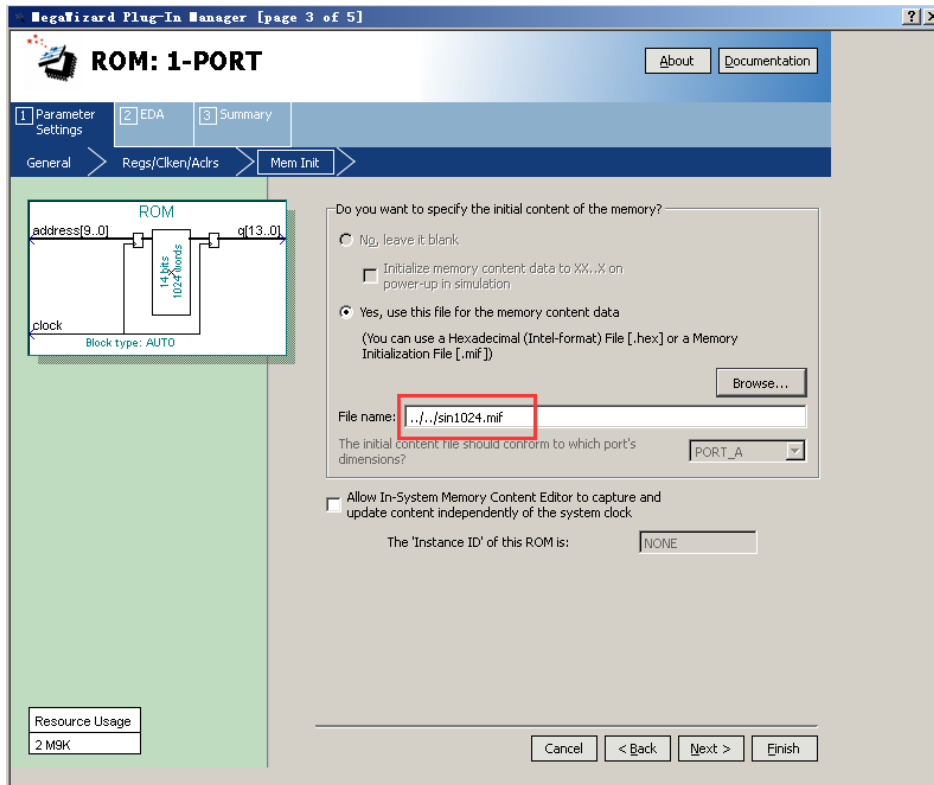 MegaWizard Plug-In Manager [page 3 of 5]
ROM: 1-PORT
About
Documentation
1 Parameter Settings
2 EDA
3 Summary
General
Regs/Clken/Aclrs
Mem Init
ROM
address[9..0]
q[13..0]
14 bits
1024 words
clock
Block type: AUTO
Do you want to specify the initial content of the memory?
No, leave it blank
Initialize memory content data to XX..X on
power-up in simulation
Yes, use this file for the memory content data
(You can use a Hexadecimal (Intel-format) File [.hex] or a Memory
Initialization File [.mif])
Browse...
File name: ../../sin1024.mif
The initial content file should conform to which port's
dimensions?
PORT_A
Allow In-System Memory Content Editor to capture and
update content independently of the system clock
The 'Instance ID' of this ROM is: NONE
Resource Usage
2 M9K
Cancel
< Back
Next >
Finish